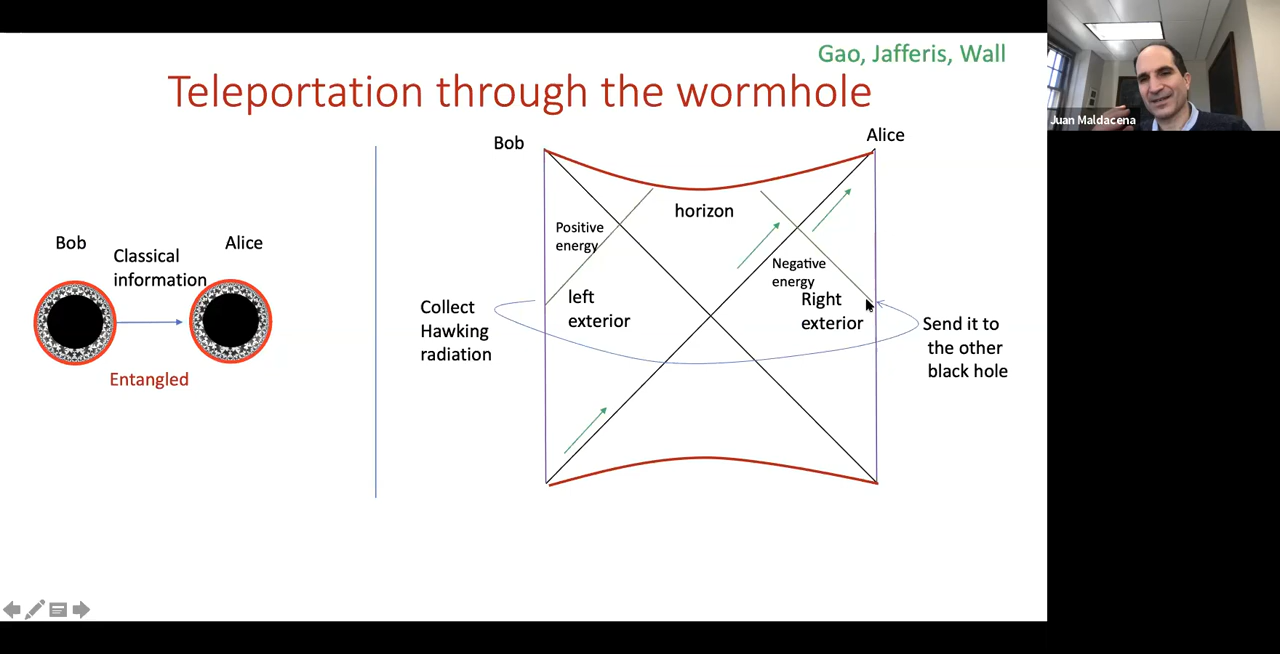 Gao, Jafferis, Wall
Teleportation through the wormhole
Juan Maldacena
Bob
Classical
information
Alice
Entangled
Bob
Alice
horizon
Positive
energy
Negative
energy
left
exterior
Right
exterior
Collect
Hawking
radiation
Send it to
the other
black hole